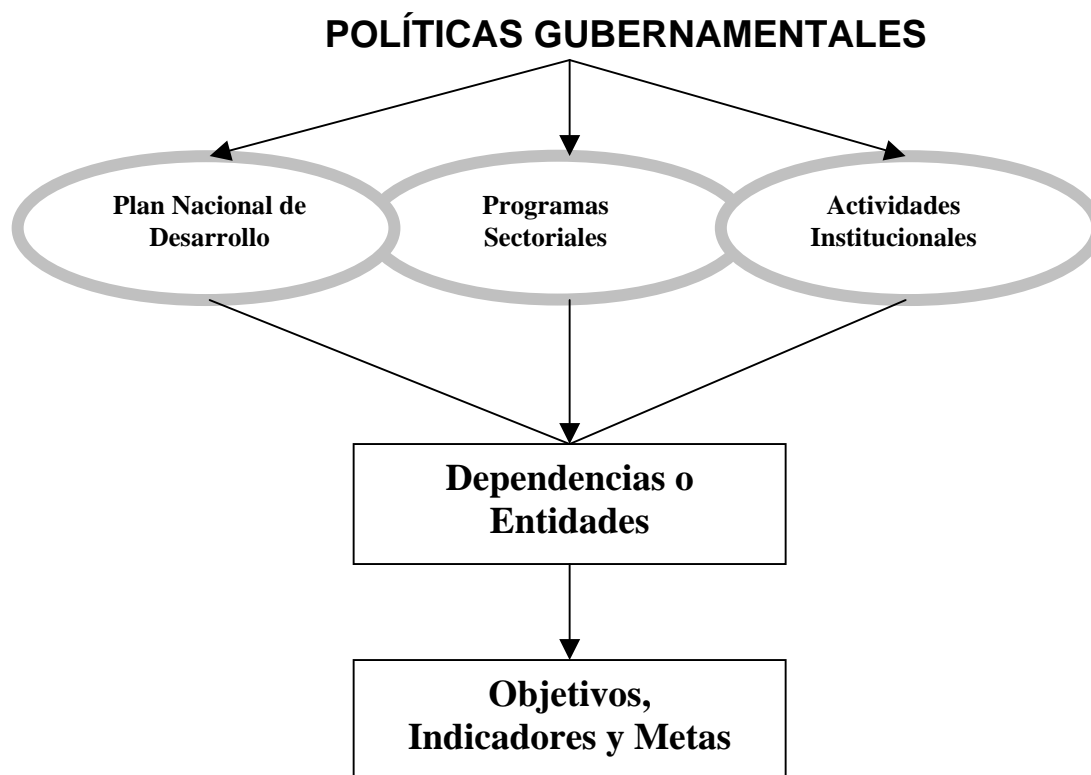 POLÍTICAS GUBERNAMENTALES
Plan Nacional de
Desarrollo
Programas
Sectoriales
Actividades
Institucionales
Dependencias o
Entidades
Objetivos,
Indicadores y Metas